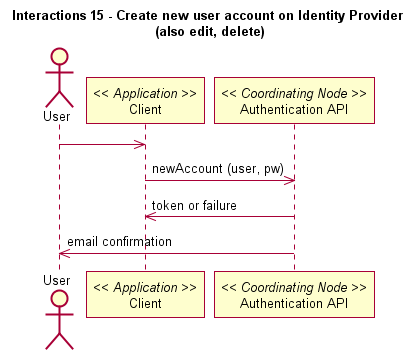 Interactions 15 - Create new user account on Identity Provider
(also edit, delete)
User
<< Application >>
Client
<< Coordinating Node >>
Authentication API
newAccount (user, pw)
token or failure
email confirmation
User
<< Application >>
Client
<< Coordinating Node >>
Authentication API